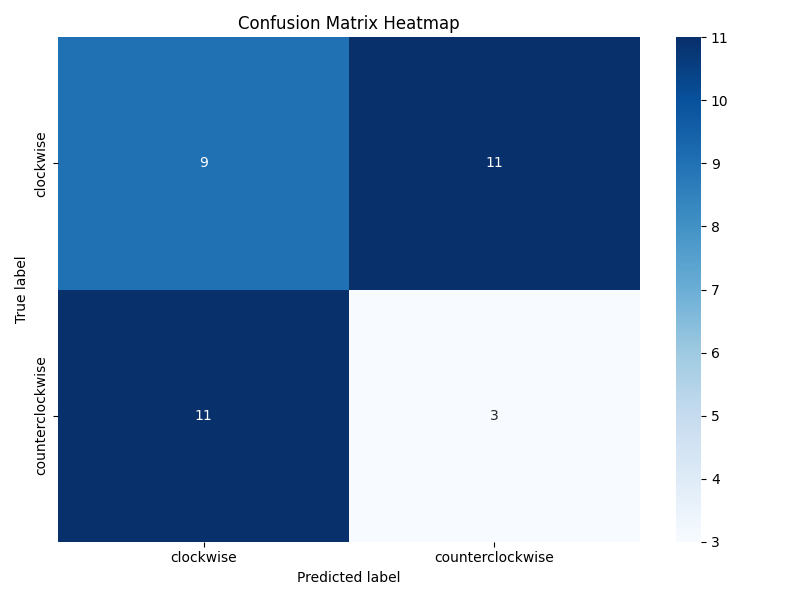 Confusion Matrix Heatmap
True label
clockwise
counterclockwise
9
11
11
3
clockwise
counterclockwise
Predicted label
11
10
9
8
7
6
5
4
3